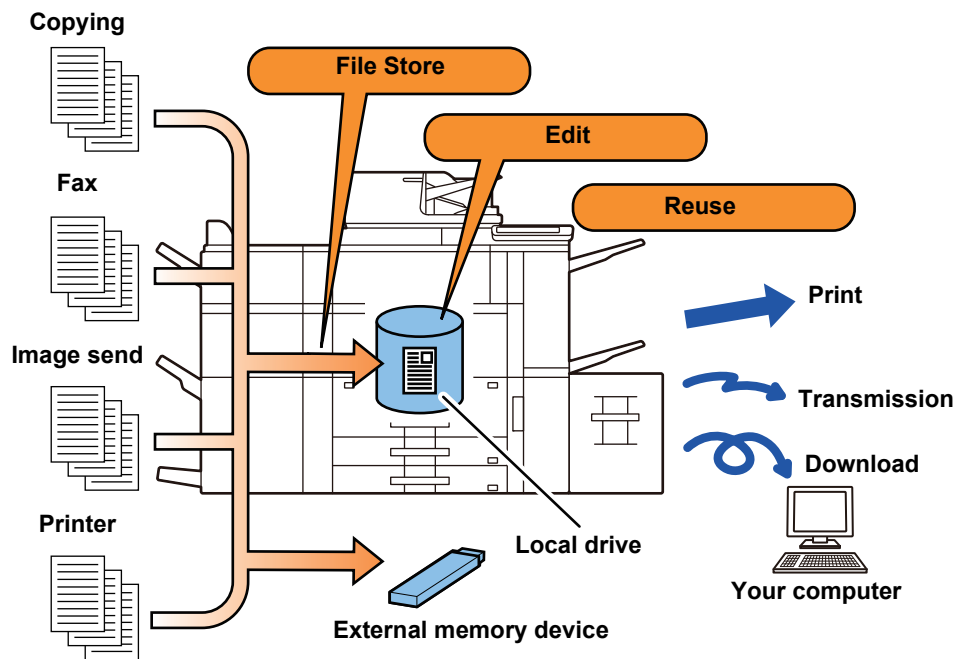 Copying
File Store
Edit
Fax
Reuse
Print
Image send
Transmission
Download
Printer
Local drive
Your computer
External memory device